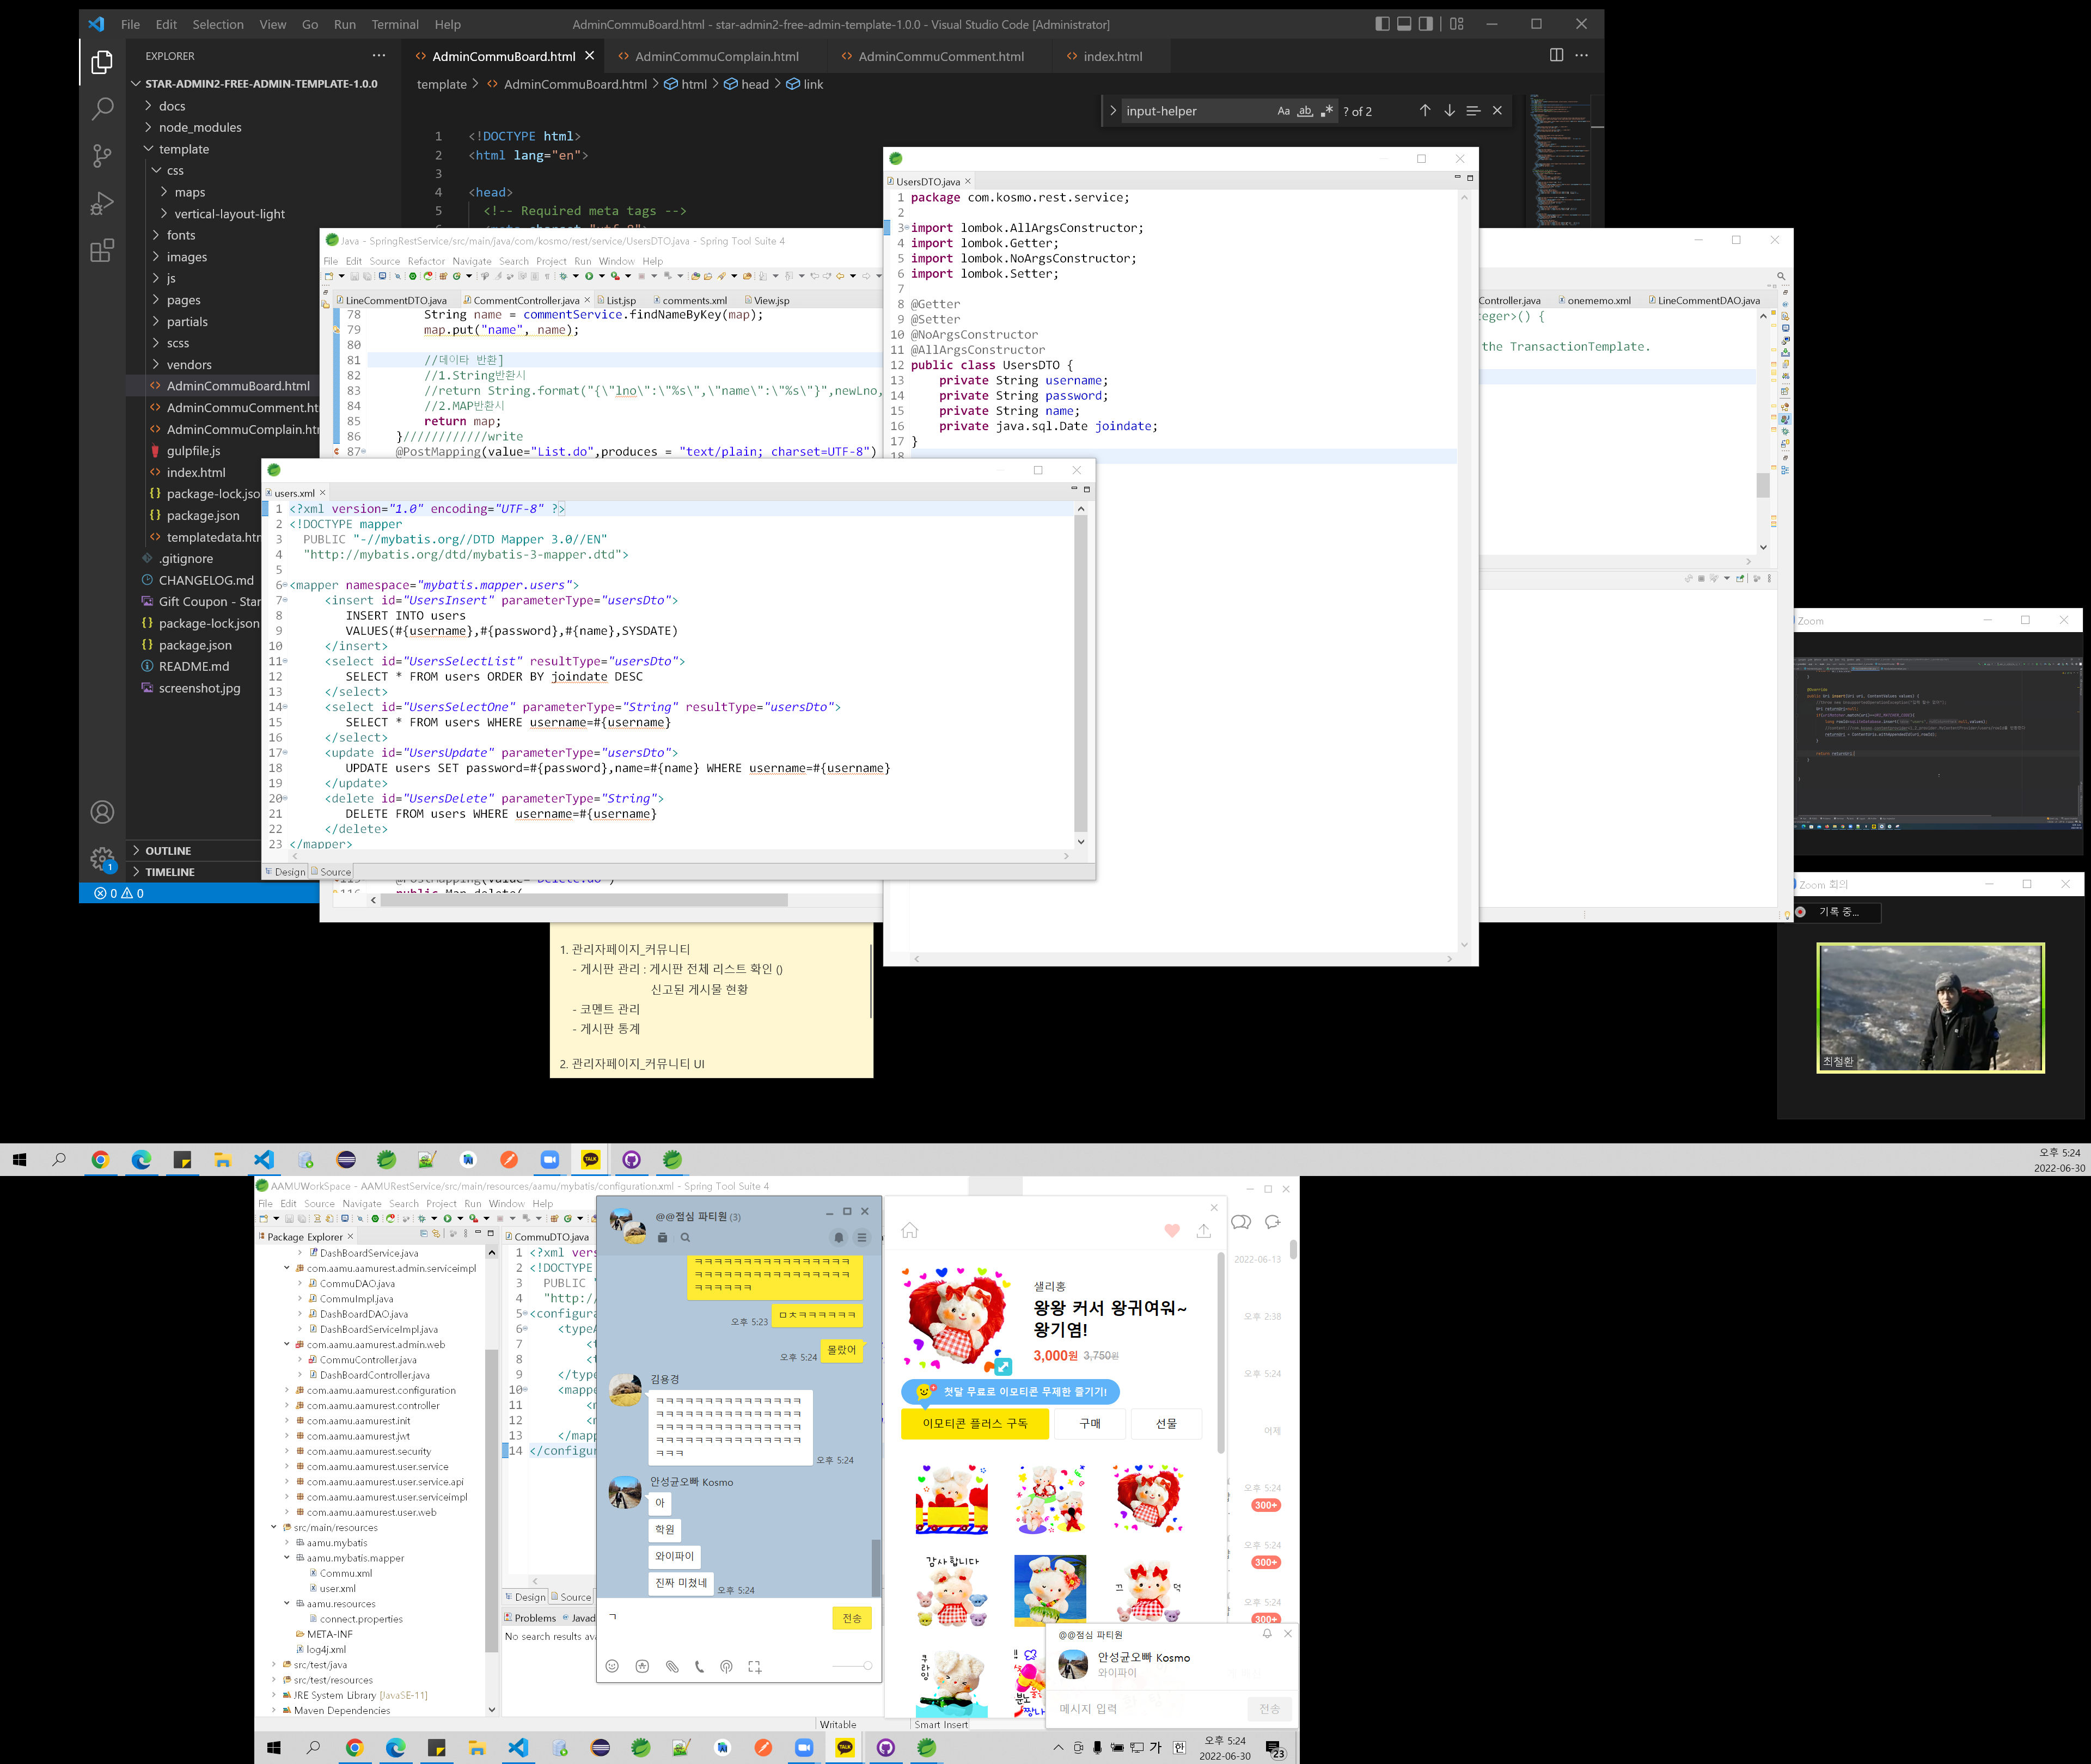 File Edit Selection View Go Run Terminal Help
AdminCommuBoard.html - star-admin2-free-admin-template-1.0.0 - Visual Studio Code [Administrator]
EXPLORER
AdminCommuBoard.html
AdminCommuComplain.html
AdminCommuComment.html
index.html
STAR-ADMIN2-FREE-ADMIN-TEMPLATE-1.0.0
template > AdminCommuBoard.html > html > head > link
docs
node_modules
template
css
maps
vertical-layout-light
fonts
images
js
pages
partials
scss
vendors
AdminCommuBoard.html
AdminCommuComment.ht
AdminCommuComplain.htr
gulpfile.js
index.html
package-lock.jso
package.json
templatedata.htr
.gitignore
CHANGELOG.md
Gift Coupon - Star
package-lock.json
package.json
README.md
screenshot.jpg
OUTLINE
TIMELINE
0 0
input-helper
Aa ab ? of 2
1 <!DOCTYPE html>
2 <html lang="en">
3
4 <head>
5 <!-- Required meta tags -->
Java - SpringRestService/src/main/java/com/kosmo/rest/service/UsersDTO.java - Spring Tool Suite 4
File Edit Source Refactor Navigate Search Project Run Window Help
LineCommentDTO.java
CommentController.java
List.jsp
comments.xml
View.jsp
78 String name = commentService.findNameByKey(map);
79 map.put("name", name);
80
81 //데이타 반환]
82 //1.String반환시
83 //return String.format("{\"lno\":\"%s\",\"name\":\"%s\"}",newLno,
84 //2.MAP반환시
85 return map;
86 }////////////write
87 @PostMapping(value="List.do",produces = "text/plain; charset=UTF-8")
Controller.java
onememo.xml
LineCommentDAO.java
teger>() {
the TransactionTemplate.
UsersDTO.java
1 package com.kosmo.rest.service;
2
3 import lombok.AllArgsConstructor;
4 import lombok.Getter;
5 import lombok.NoArgsConstructor;
6 import lombok.Setter;
7
8 @Getter
9 @Setter
10 @NoArgsConstructor
11 @AllArgsConstructor
12 public class UsersDTO {
13 private String username;
14 private String password;
15 private String name;
16 private java.sql.Date joindate;
17 }
18
users.xml
1 <?xml version="1.0" encoding="UTF-8" ?>
2 <!DOCTYPE mapper
3 PUBLIC "-//mybatis.org//DTD Mapper 3.0//EN"
4 "http://mybatis.org/dtd/mybatis-3-mapper.dtd">
5
6 <mapper namespace="mybatis.mapper.users">
7 <insert id="UsersInsert" parameterType="usersDto">
8 INSERT INTO users
9 VALUES(#{username},#{password},#{name},SYSDATE)
10 </insert>
11 <select id="UsersSelectList" resultType="usersDto">
12 SELECT * FROM users ORDER BY joindate DESC
13 </select>
14 <select id="UsersSelectOne" parameterType="String" resultType="usersDto">
15 SELECT * FROM users WHERE username=#{username}
16 </select>
17 <update id="UsersUpdate" parameterType="usersDto">
18 UPDATE users SET password=#{password},name=#{name} WHERE username=#{username}
19 </update>
20 <delete id="UsersDelete" parameterType="String">
21 DELETE FROM users WHERE username=#{username}
22 </delete>
23 </mapper>
Design Source
116 public Map delete(
1. 관리자페이지_커뮤니티
- 게시판 관리 : 게시판 전체 리스트 확인 ()
신고된 게시물 현황
- 코멘트 관리
- 게시판 통계
2. 관리자페이지_커뮤니티 UI
Zoom
Zoom 회의
기록 중...
최철환
오후 5:24
2022-06-30
AAMUWorkSpace - AAMURestService/src/main/resources/aamu/mybatis/configuration.xml - Spring Tool Suite 4
File Edit Source Navigate Search Project Run Window Help
Package Explorer
DashBoardService.java
com.aamu.aamurest.admin.serviceimpl
CommuDAO.java
CommuImpl.java
DashBoardDAO.java
DashBoardServiceImpl.java
com.aamu.aamurest.admin.web
CommuController.java
DashBoardController.java
com.aamu.aamurest.configuration
com.aamu.aamurest.controller
com.aamu.aamurest.init
com.aamu.aamurest.jwt
com.aamu.aamurest.security
com.aamu.aamurest.user.service
com.aamu.aamurest.user.service.api
com.aamu.aamurest.user.serviceimpl
com.aamu.aamurest.user.web
src/main/resources
aamu.mybatis
aamu.mybatis.mapper
Commu.xml
user.xml
aamu.resources
connect.properties
META-INF
log4j.xml
src/test/java
src/test/resources
JRE System Library [JavaSE-11]
Maven Dependencies
CommuDTO.java
1 <?xml vers
2 <!DOCTYPE
3 PUBLIC "
4 "http://
5 <configura
6 <typeA
7 <t
8 <t
9 </type
10 <mappe
11 <m
12 <m
13 </mapp
14 </configur
Design Source
Problems Javad
No search results ava
Writable
Smart Insert
@@점심 파티원 (3)
ㅋㅋㅋㅋㅋㅋㅋㅋㅋㅋㅋㅋㅋㅋㅋㅋ
ㅋㅋㅋㅋㅋㅋㅋㅋㅋㅋㅋㅋㅋㅋㅋㅋ
ㅋㅋㅋㅋㅋㅋ
오후 5:23 ㅁㅊㅋㅋㅋㅋㅋㅋ
오후 5:24 몰랐어
김용경
ㅋㅋㅋㅋㅋㅋㅋㅋㅋㅋㅋㅋㅋㅋㅋ
ㅋㅋㅋㅋㅋㅋㅋㅋㅋㅋㅋㅋㅋㅋㅋ
ㅋㅋㅋㅋㅋㅋㅋㅋㅋㅋㅋㅋㅋㅋㅋ
ㅋㅋㅋㅋㅋㅋㅋㅋㅋㅋㅋㅋㅋㅋㅋ
ㅋㅋㅋ 오후 5:24
안성균오빠 Kosmo
아
학원
와이파이
진짜 미쳤네 오후 5:24
ㄱ
전송
샐리홍
왕왕 커서 왕귀여워~
왕기염!
3,000원 3,750원
첫달 무료로 이모티콘 무제한 즐기기!
이모티콘 플러스 구독
구매
선물
감사합니다
끄덕
2022-06-13
오후 2:38
오후 5:24
어제
오후 5:24
300+
오후 5:24
300+
오후 5:24
300+
@@점심 파티원
안성균오빠 Kosmo
와이파이
메시지 입력
전송
가 한
오후 5:24
2022-06-30
23